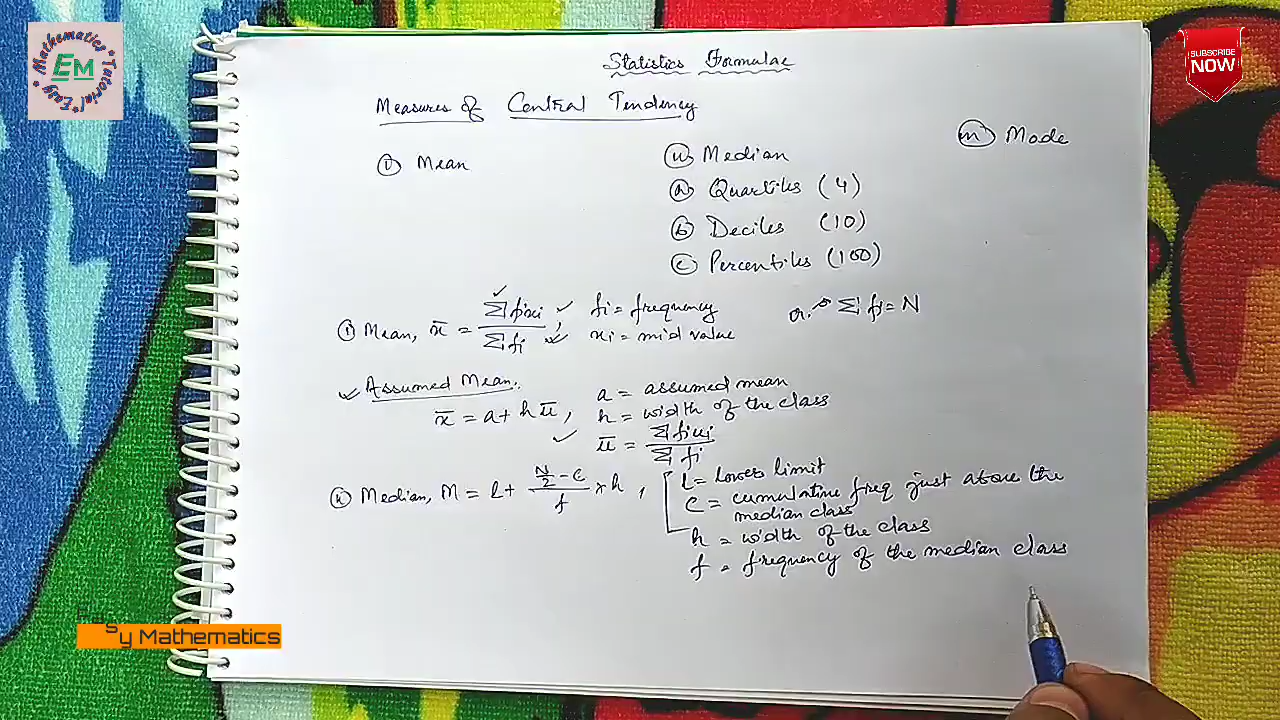 Mathematics Tutorial Easy
EM
SUBSCRIBE
NOW
Statistics Formulae
Measures of Central Tendency
(i) Mean
(ii) Median
(iii) Mode
(a) Quartiles (4)
(b) Deciles (10)
(c) Percentiles (100)
(i) Mean, x̄ = Σfixi / Σfi , fi = frequency or Σfi = N
xi = mid value
Assumed Mean.
x̄ = a + hū, a = assumed mean
h = width of the class
ū = Σfiui / Σfi
(ii) Median, M = l + (N/2 - C)/f × h , l = lower limit
C = cumulative freq just above the
median class
h = width of the class
f = frequency of the median class
sy Mathematics